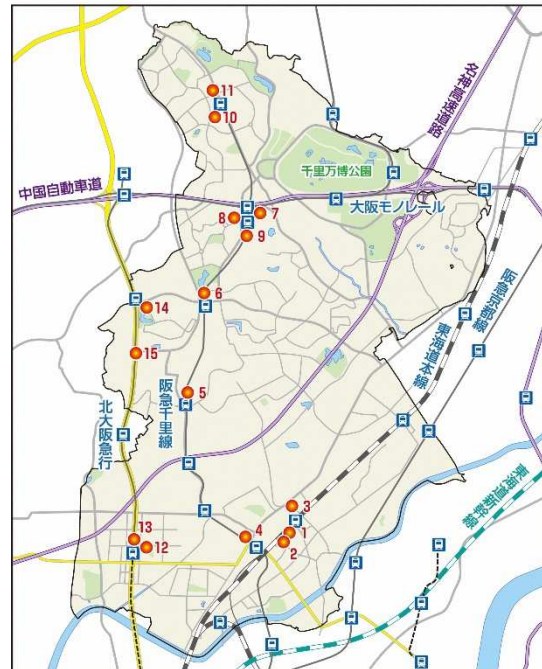 11
10
名神高速道路
千里万博公園
中国自動車道
大阪モノレール
8
7
9
6
14
阪急京都線
東海道本線
15
阪急千里線
5
北大阪急行
東海道新幹線
3
13
4
1
12
2